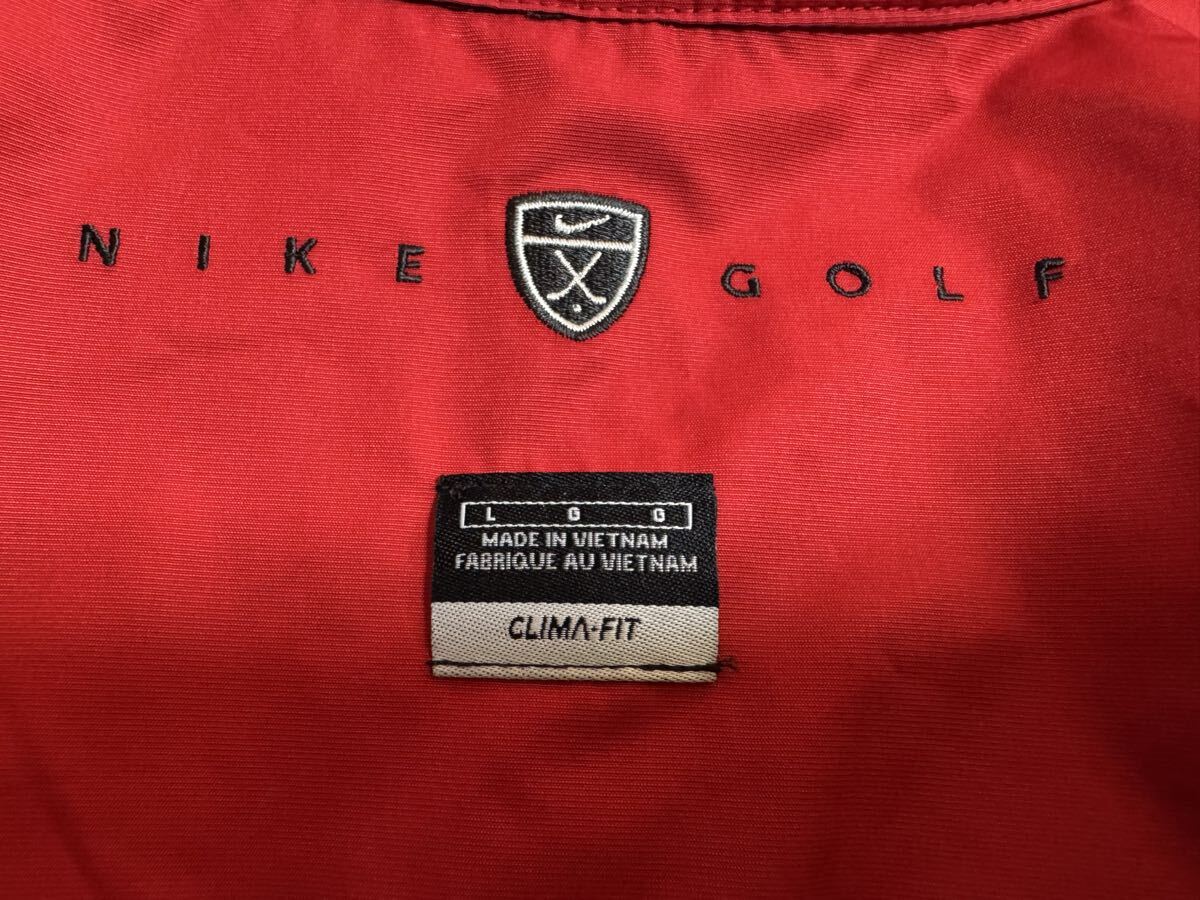 NIKE GOLF
L G G
MADE IN VIETNAM
FABRIQUE AU VIETNAM
CLIMA-FIT